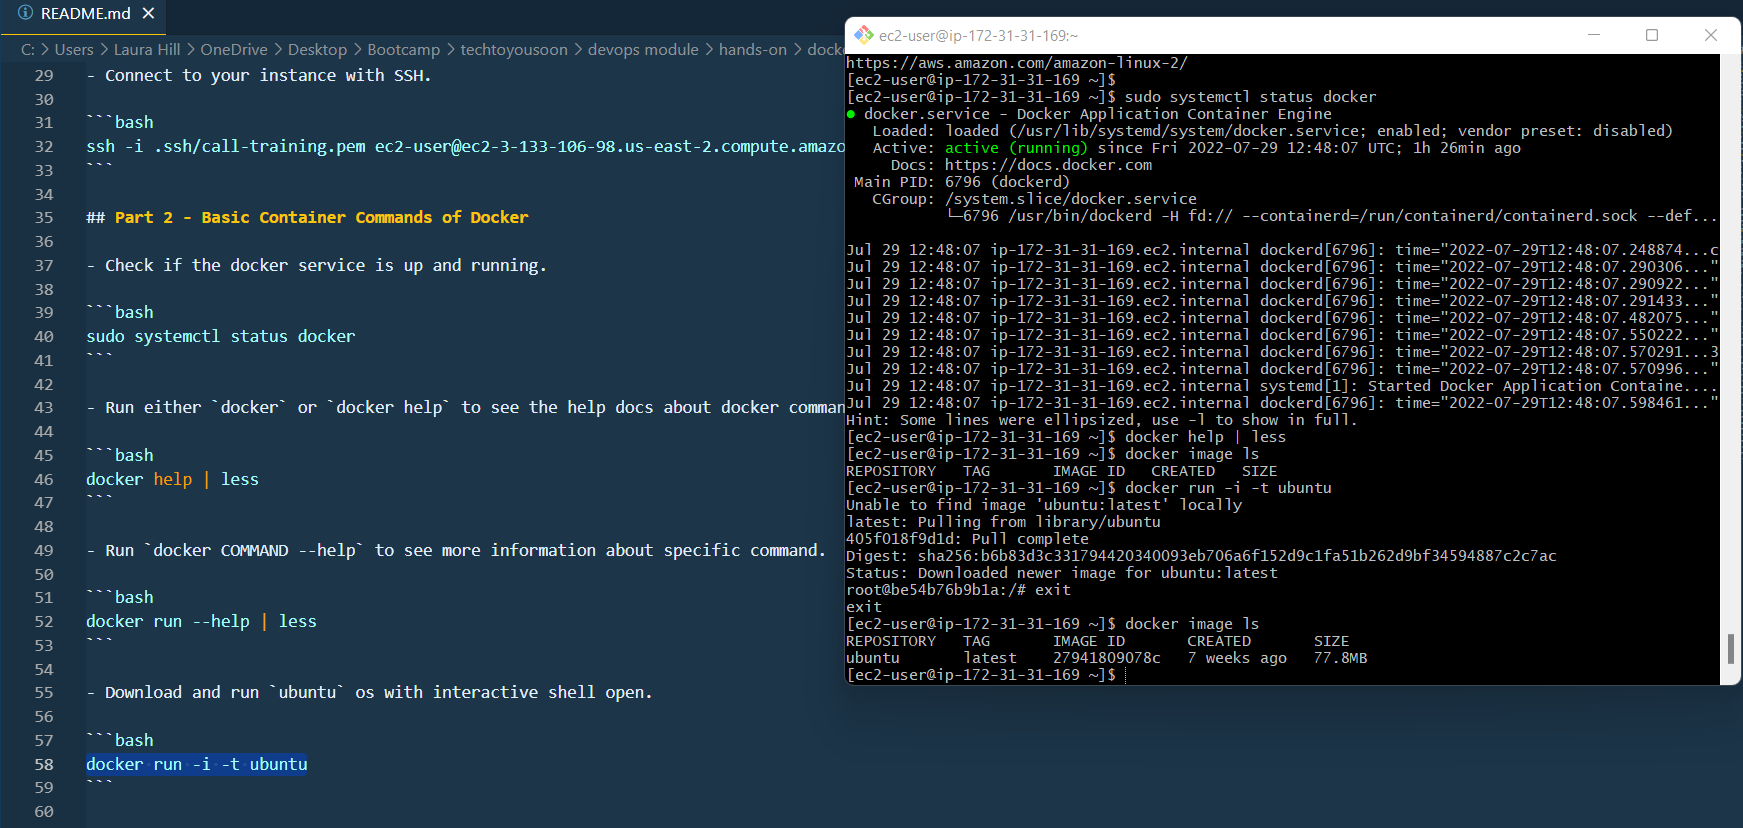 README.md
C: > Users > Laura Hill > OneDrive > Desktop > Bootcamp > techtoyousoon > devops module > hands-on > dock
29 - Connect to your instance with SSH.
30
31 ```bash
32 ssh -i .ssh/call-training.pem ec2-user@ec2-3-133-106-98.us-east-2.compute.amazo
33 ```
34
35 ## Part 2 - Basic Container Commands of Docker
36
37 - Check if the docker service is up and running.
38
39 ```bash
40 sudo systemctl status docker
41 ```
42
43 - Run either `docker` or `docker help` to see the help docs about docker comman
44
45 ```bash
46 docker help | less
47 ```
48
49 - Run `docker COMMAND --help` to see more information about specific command.
50
51 ```bash
52 docker run --help | less
53 ```
54
55 - Download and run `ubuntu` os with interactive shell open.
56
57 ```bash
58 docker run -i -t ubuntu
59 ```
60
ec2-user@ip-172-31-31-169:~
https://aws.amazon.com/amazon-linux-2/
[ec2-user@ip-172-31-31-169 ~]$
[ec2-user@ip-172-31-31-169 ~]$ sudo systemctl status docker
● docker.service - Docker Application Container Engine
Loaded: loaded (/usr/lib/systemd/system/docker.service; enabled; vendor preset: disabled)
Active: active (running) since Fri 2022-07-29 12:48:07 UTC; 1h 26min ago
Docs: https://docs.docker.com
Main PID: 6796 (dockerd)
CGroup: /system.slice/docker.service
└─6796 /usr/bin/dockerd -H fd:// --containerd=/run/containerd/containerd.sock --def...
Jul 29 12:48:07 ip-172-31-31-169.ec2.internal dockerd[6796]: time="2022-07-29T12:48:07.248874...c
Jul 29 12:48:07 ip-172-31-31-169.ec2.internal dockerd[6796]: time="2022-07-29T12:48:07.290306..."
Jul 29 12:48:07 ip-172-31-31-169.ec2.internal dockerd[6796]: time="2022-07-29T12:48:07.290922..."
Jul 29 12:48:07 ip-172-31-31-169.ec2.internal dockerd[6796]: time="2022-07-29T12:48:07.291433..."
Jul 29 12:48:07 ip-172-31-31-169.ec2.internal dockerd[6796]: time="2022-07-29T12:48:07.482075..."
Jul 29 12:48:07 ip-172-31-31-169.ec2.internal dockerd[6796]: time="2022-07-29T12:48:07.550222..."
Jul 29 12:48:07 ip-172-31-31-169.ec2.internal dockerd[6796]: time="2022-07-29T12:48:07.570291...3
Jul 29 12:48:07 ip-172-31-31-169.ec2.internal dockerd[6796]: time="2022-07-29T12:48:07.570996..."
Jul 29 12:48:07 ip-172-31-31-169.ec2.internal systemd[1]: Started Docker Application Containe....
Jul 29 12:48:07 ip-172-31-31-169.ec2.internal dockerd[6796]: time="2022-07-29T12:48:07.598461..."
Hint: Some lines were ellipsized, use -l to show in full.
[ec2-user@ip-172-31-31-169 ~]$ docker help | less
[ec2-user@ip-172-31-31-169 ~]$ docker image ls
REPOSITORY TAG IMAGE ID CREATED SIZE
[ec2-user@ip-172-31-31-169 ~]$ docker run -i -t ubuntu
Unable to find image 'ubuntu:latest' locally
latest: Pulling from library/ubuntu
405f018f9d1d: Pull complete
Digest: sha256:b6b83d3c331794420340093eb706a6f152d9c1fa51b262d9bf34594887c2c7ac
Status: Downloaded newer image for ubuntu:latest
root@be54b76b9b1a:/# exit
exit
[ec2-user@ip-172-31-31-169 ~]$ docker image ls
REPOSITORY TAG IMAGE ID CREATED SIZE
ubuntu latest 27941809078c 7 weeks ago 77.8MB
[ec2-user@ip-172-31-31-169 ~]$